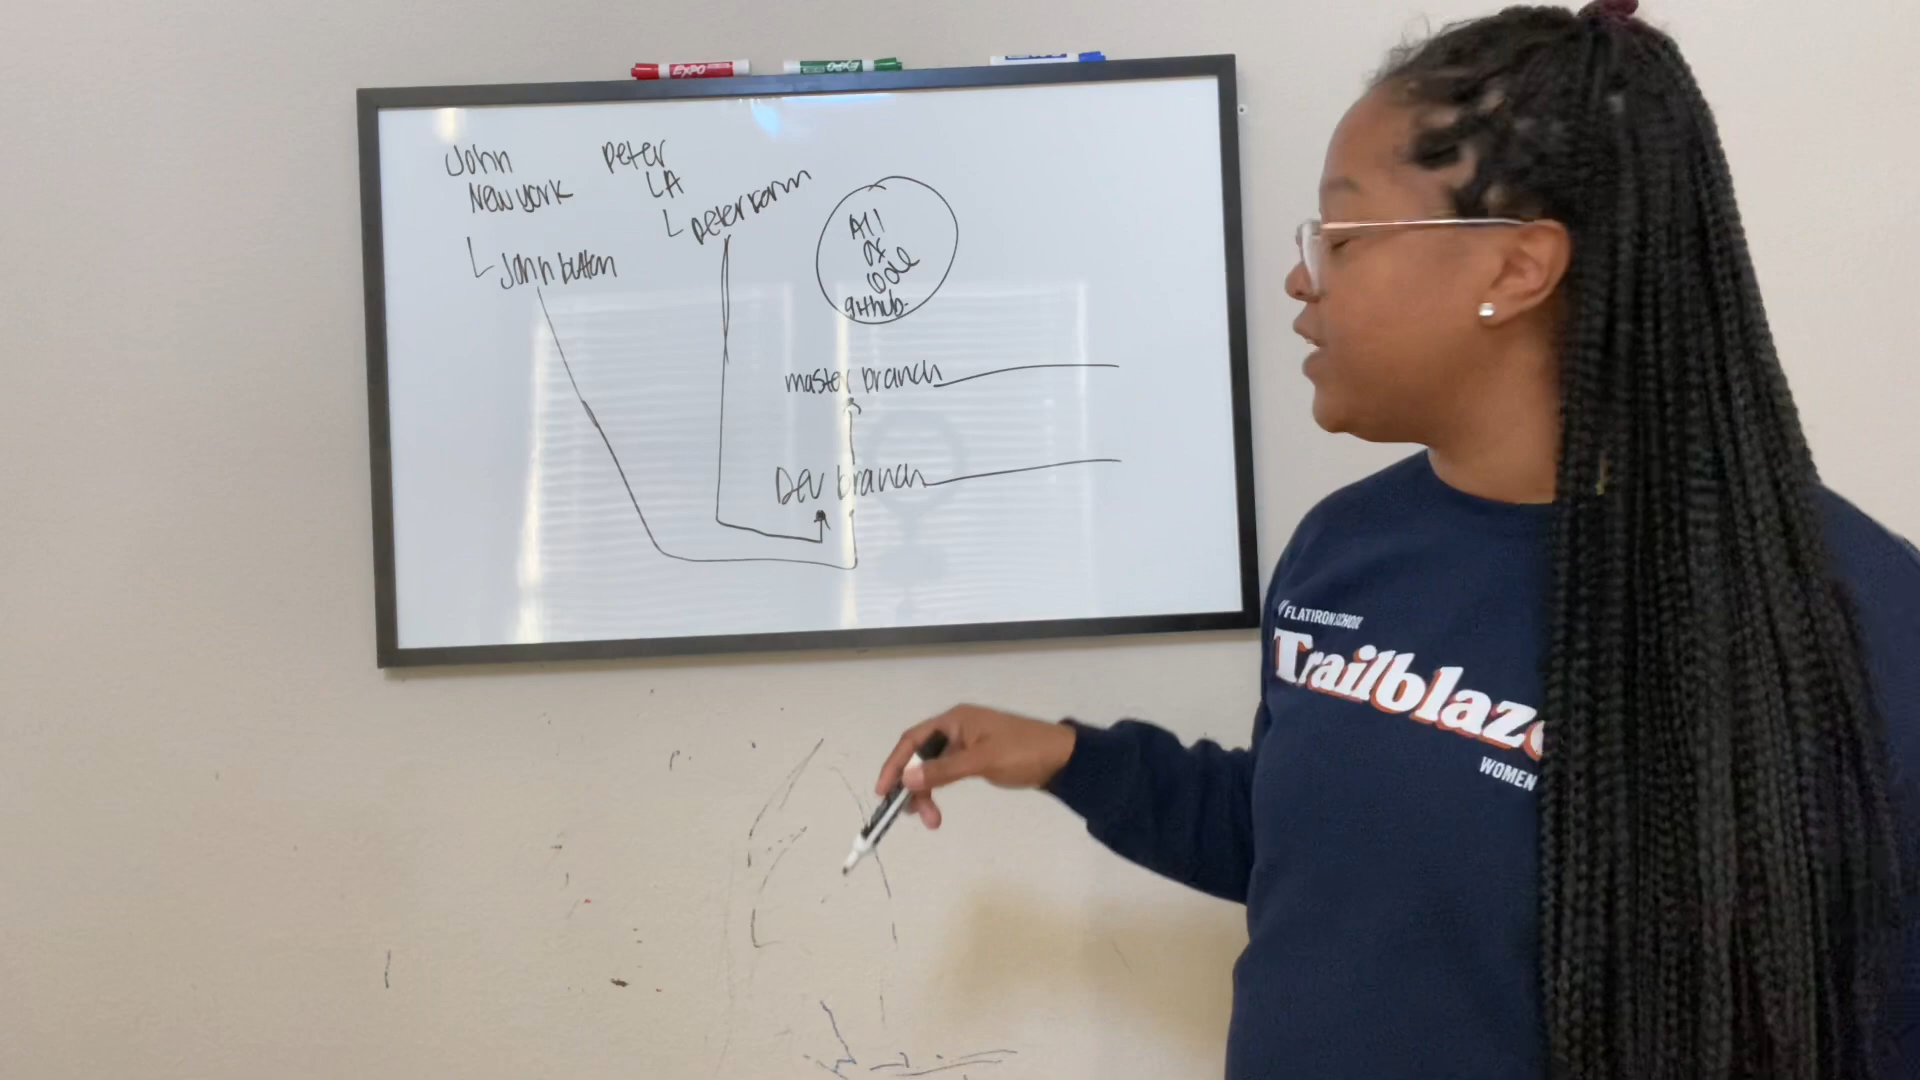 EXPO
EXPO
John
New york
John button
Peter
LA
Peter
All
of
code
github
master branch
Dev branch
FLATIRON SCHOOL
Trailblaze
WOMEN